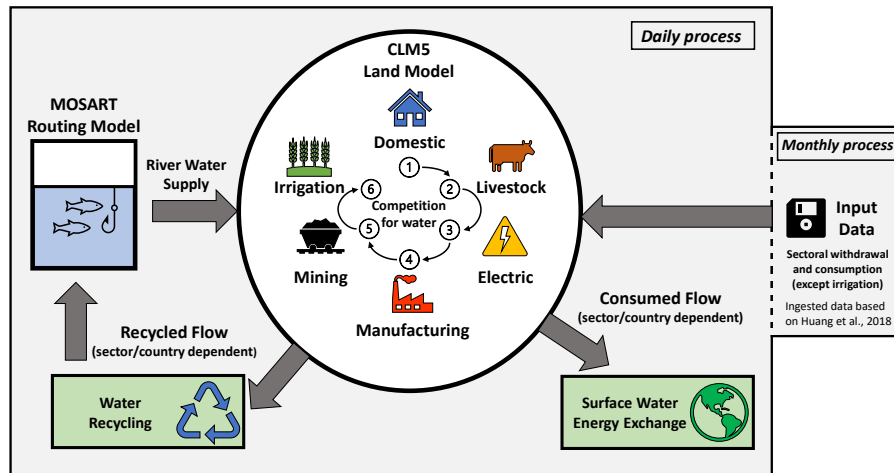 Daily process
CLM5
Land Model
MOSART
Routing Model
River Water
Supply
Domestic
Livestock
Electric
Manufacturing
Mining
Irrigation
1
2
3
4
5
6
Competition
for water
Monthly process
Input
Data
Sectoral withdrawal
and consumption
(except irrigation)
Ingested data based
on Huang et al., 2018
Recycled Flow
(sector/country dependent)
Consumed Flow
(sector/country dependent)
Water
Recycling
Surface Water
Energy Exchange